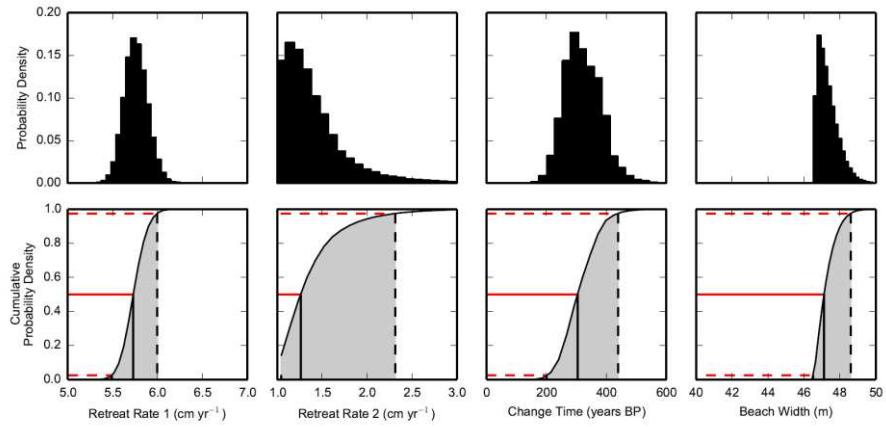 0.20
0.15
0.10
0.05
0.00
Probability Density
1.0
0.8
0.6
0.4
0.2
0.0
Cumulative
Probability Density
5.0 5.5 6.0 6.5 7.0
Retreat Rate 1 (cm yr⁻¹)
1.0 1.5 2.0 2.5 3.0
Retreat Rate 2 (cm yr⁻¹)
0 200 400 600
Change Time (years BP)
40 42 44 46 48 50
Beach Width (m)